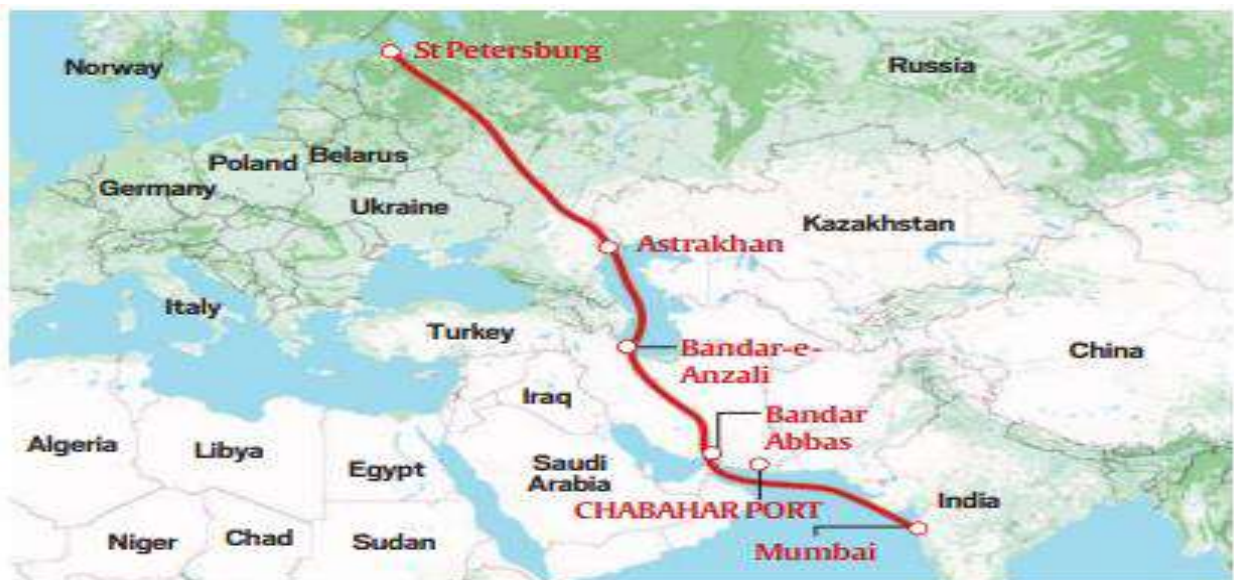 St Petersburg
Norway
Russia
Poland
Belarus
Germany
Ukraine
Kazakhstan
Astrakhan
Italy
Turkey
Bandar-e-
Anzali
China
Iraq
Bandar
Abbas
Algeria
Libya
Egypt
Saudi
Arabia
CHABAHAR PORT
India
Niger
Chad
Sudan
Mumbai